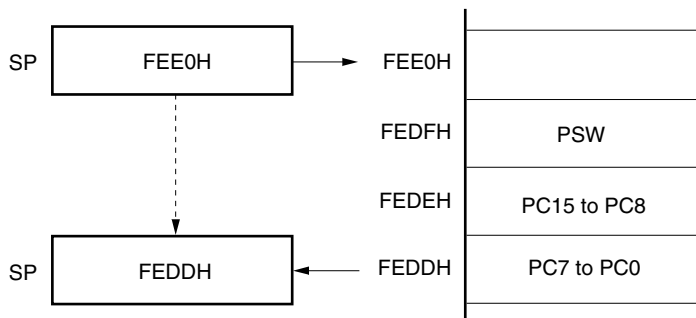 SP FEE0H FEE0H
FEDFH PSW
FEDEH PC15 to PC8
SP FEDDH FEDDH PC7 to PC0